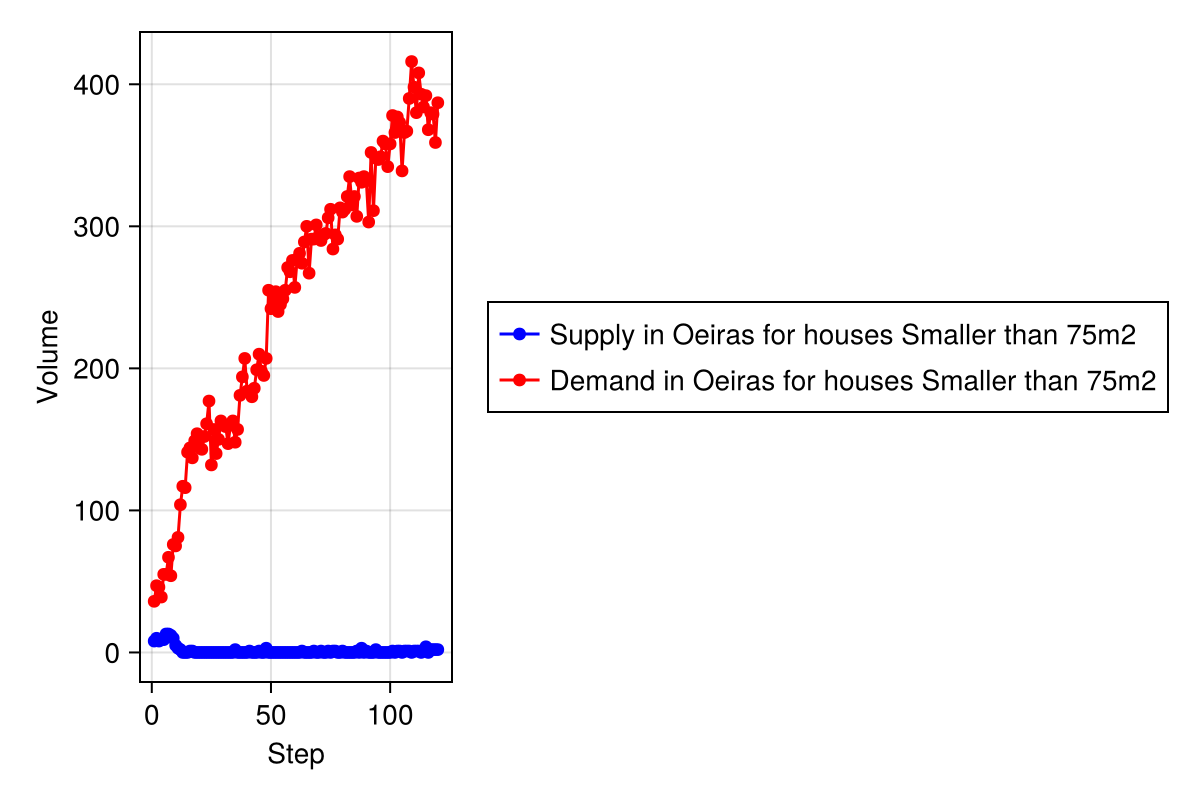 400
300
200
100
0
Volume
0 50 100
Step
Supply in Oeiras for houses Smaller than 75m2
Demand in Oeiras for houses Smaller than 75m2